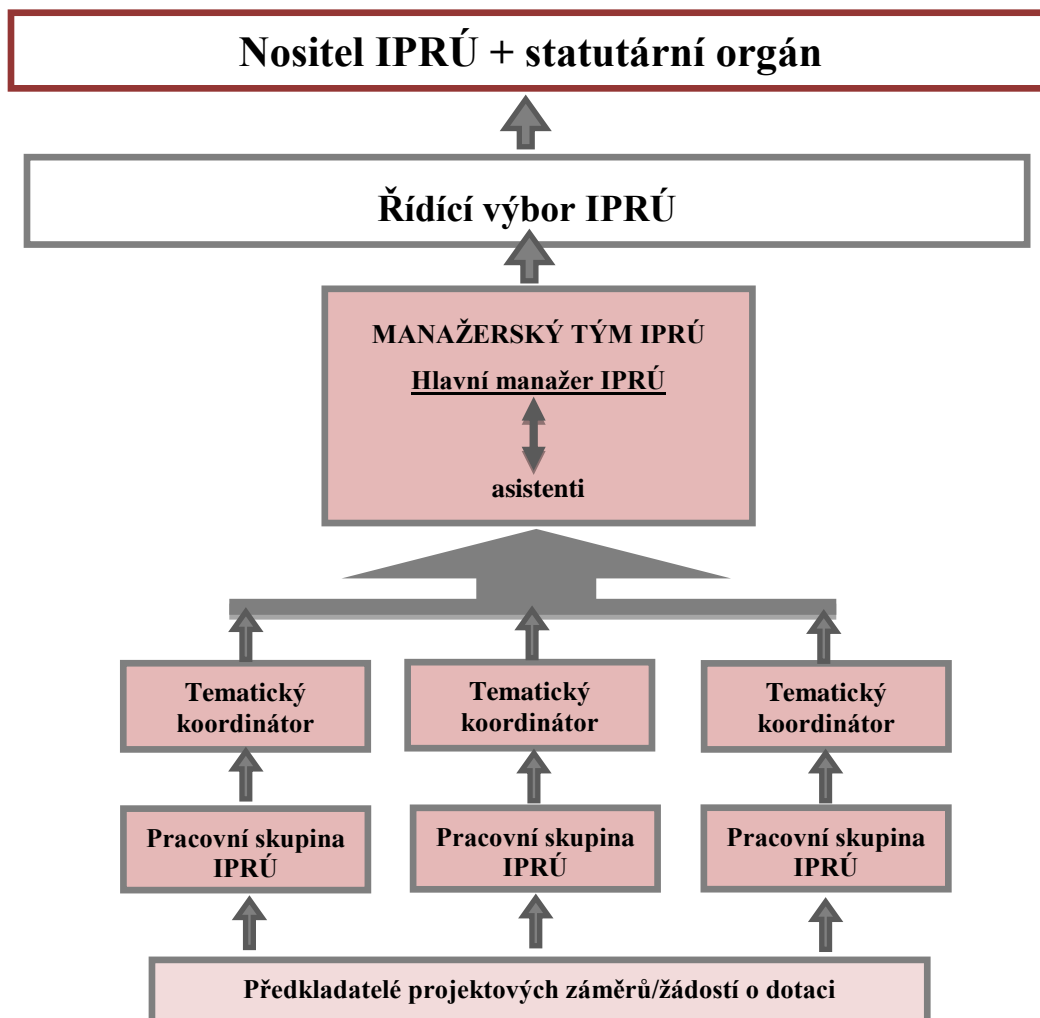 Nositel IPRÚ + statutární orgán
Řídící výbor IPRÚ
MANAŽERSKÝ TÝM IPRÚ
Hlavní manažer IPRÚ
asistenti
Tematický
koordinátor
Tematický
koordinátor
Tematický
koordinátor
Pracovní skupina
IPRÚ
Pracovní skupina
IPRÚ
Pracovní skupina
IPRÚ
Předkladatelé projektových záměrů/žádostí o dotaci